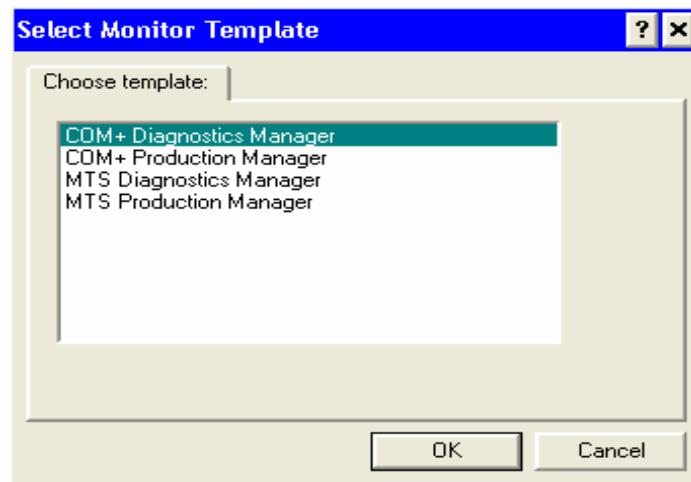 Select Monitor Template
Choose template:
COM+ Diagnostics Manager
COM+ Production Manager
MTS Diagnostics Manager
MTS Production Manager
OK Cancel